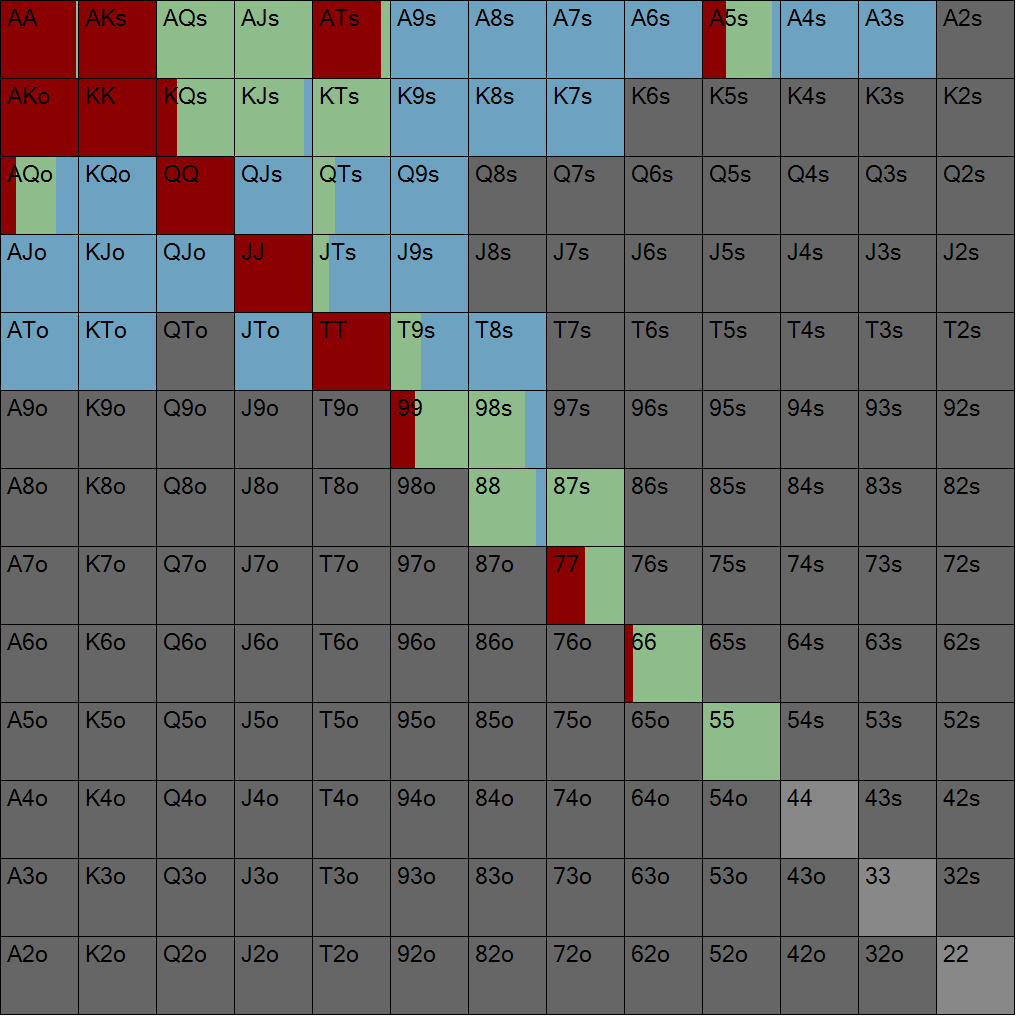 AA AKs AQs AJs ATs A9s A8s A7s A6s A5s A4s A3s A2s
AKo KK KQs KJs KTs K9s K8s K7s K6s K5s K4s K3s K2s
AQo KQo QQ QJs QTs Q9s Q8s Q7s Q6s Q5s Q4s Q3s Q2s
AJo KJo QJo JJ JTs J9s J8s J7s J6s J5s J4s J3s J2s
ATo KTo QTo JTo TT T9s T8s T7s T6s T5s T4s T3s T2s
A9o K9o Q9o J9o T9o 99 98s 97s 96s 95s 94s 93s 92s
A8o K8o Q8o J8o T8o 98o 88 87s 86s 85s 84s 83s 82s
A7o K7o Q7o J7o T7o 97o 87o 77 76s 75s 74s 73s 72s
A6o K6o Q6o J6o T6o 96o 86o 76o 66 65s 64s 63s 62s
A5o K5o Q5o J5o T5o 95o 85o 75o 65o 55 54s 53s 52s
A4o K4o Q4o J4o T4o 94o 84o 74o 64o 54o 44 43s 42s
A3o K3o Q3o J3o T3o 93o 83o 73o 63o 53o 43o 33 32s
A2o K2o Q2o J2o T2o 92o 82o 72o 62o 52o 42o 32o 22